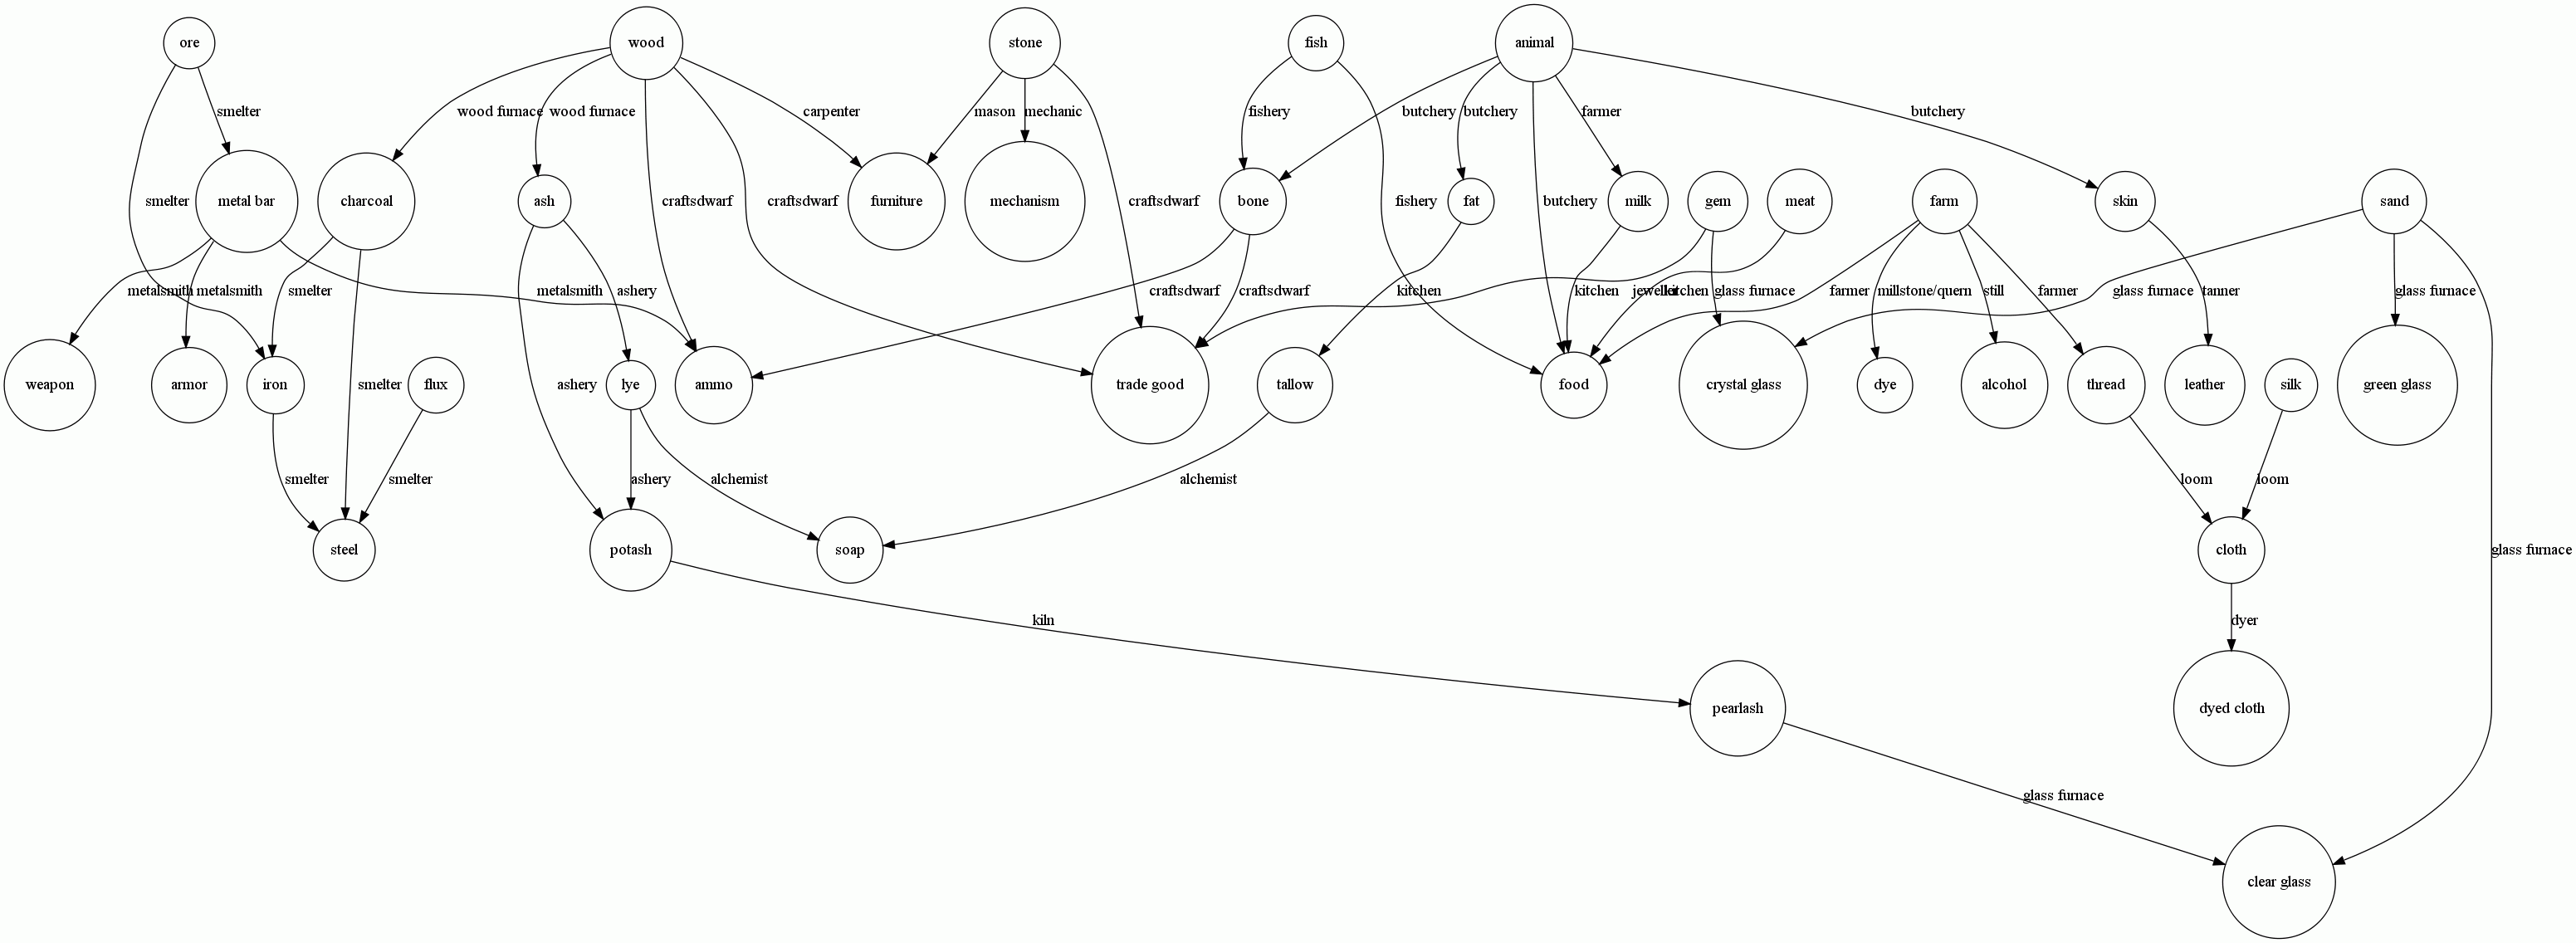 ore
wood
stone
fish
animal
smelter
wood furnace
wood furnace
carpenter
mason
mechanic
fishery
butchery
butchery
farmer
butchery
smelter
metal bar
charcoal
ash
craftsdwarf
craftsdwarf
furniture
mechanism
craftsdwarf
bone
fishery
fat
butchery
milk
gem
meat
farm
skin
sand
metalsmith
metalsmith
smelter
metalsmith
ashery
craftsdwarf
craftsdwarf
kitchen
kitchen
jeweller
kitchen
glass furnace
farmer
millstone/quern
still
farmer
glass furnace
tanner
glass furnace
weapon
armor
iron
smelter
flux
ashery
lye
ammo
trade good
tallow
food
crystal glass
dye
alcohol
thread
leather
silk
green glass
smelter
smelter
ashery
alchemist
alchemist
loom
loom
steel
potash
soap
cloth
glass furnace
kiln
dyer
pearlash
dyed cloth
glass furnace
clear glass